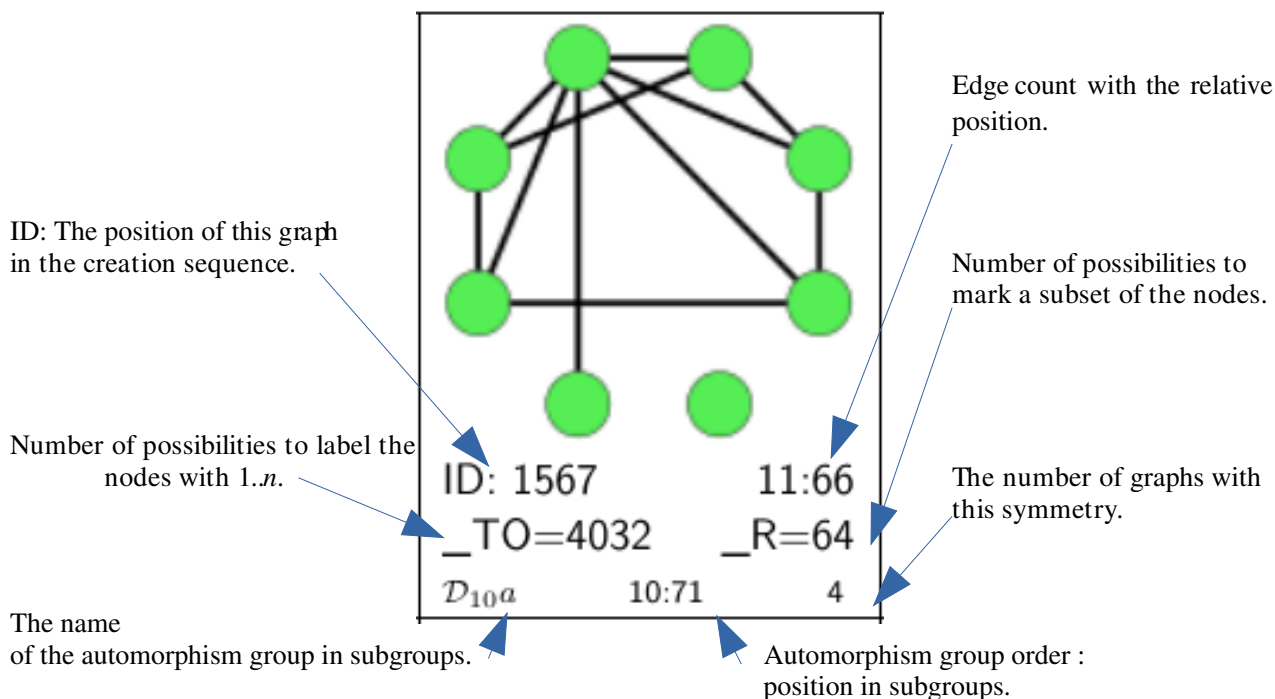 Edge count with the relative
position.
ID: The position of this graph
in the creation sequence.
Number of possibilities to
mark a subset of the nodes.
Number of possibilities to label the
nodes with 1..n.
ID: 1567 11:66
_TO=4032 _R=64
𝒟₁₀a 10:71 4
The number of graphs with
this symmetry.
The name
of the automorphism group in subgroups.
Automorphism group order :
position in subgroups.